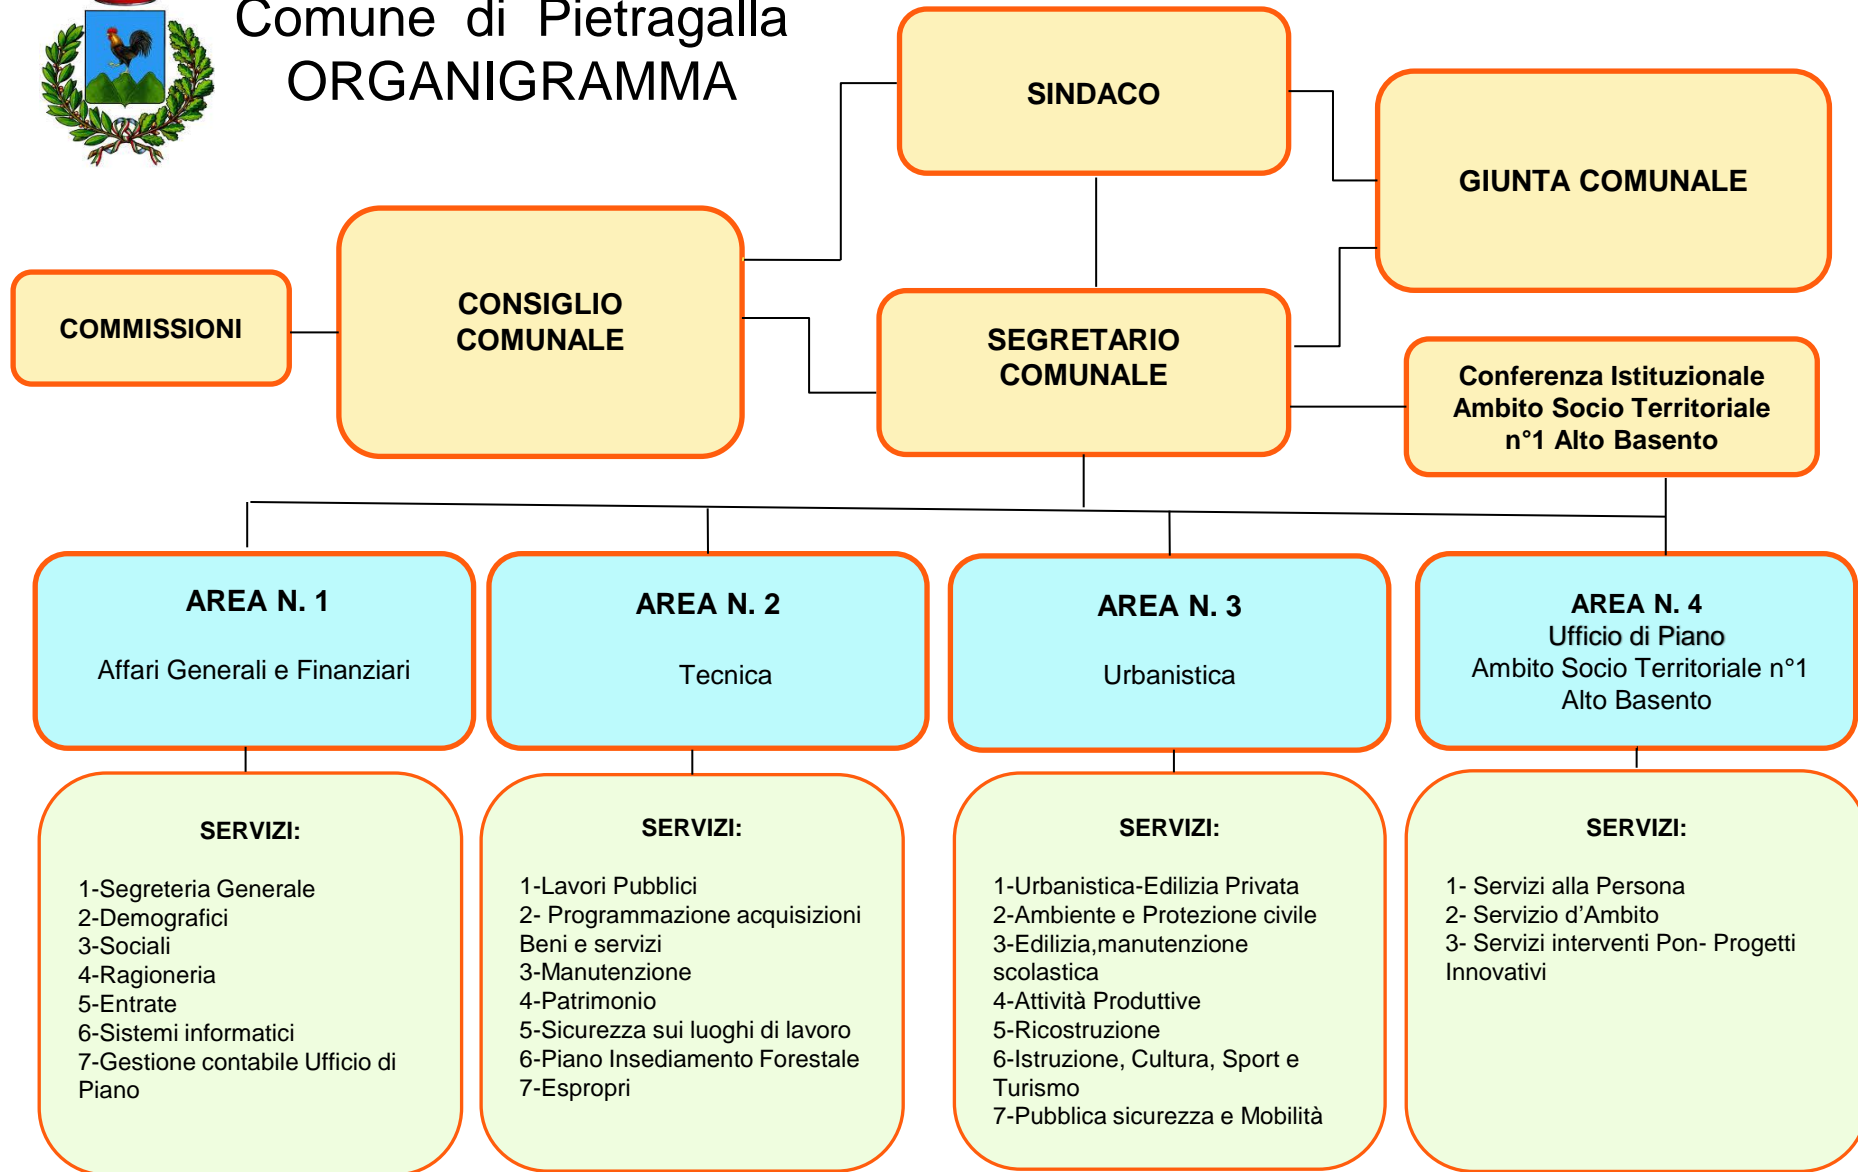 Comune di Pietragalla
ORGANIGRAMMA
SINDACO
GIUNTA COMUNALE
COMMISSIONI
CONSIGLIO
COMUNALE
SEGRETARIO
COMUNALE
Conferenza Istituzionale
Ambito Socio Territoriale
n°1 Alto Basento
AREA N. 1
Affari Generali e Finanziari
AREA N. 2
Tecnica
AREA N. 3
Urbanistica
AREA N. 4
Ufficio di Piano
Ambito Socio Territoriale n°1
Alto Basento
SERVIZI:
1-Segreteria Generale
2-Demografici
3-Sociali
4-Ragioneria
5-Entrate
6-Sistemi informatici
7-Gestione contabile Ufficio di
Piano
SERVIZI:
1-Lavori Pubblici
2- Programmazione acquisizioni
Beni e servizi
3-Manutenzione
4-Patrimonio
5-Sicurezza sui luoghi di lavoro
6-Piano Insediamento Forestale
7-Espropri
SERVIZI:
1-Urbanistica-Edilizia Privata
2-Ambiente e Protezione civile
3-Edilizia,manutenzione
scolastica
4-Attività Produttive
5-Ricostruzione
6-Istruzione, Cultura, Sport e
Turismo
7-Pubblica sicurezza e Mobilità
SERVIZI:
1- Servizi alla Persona
2- Servizio d’Ambito
3- Servizi interventi Pon- Progetti
Innovativi